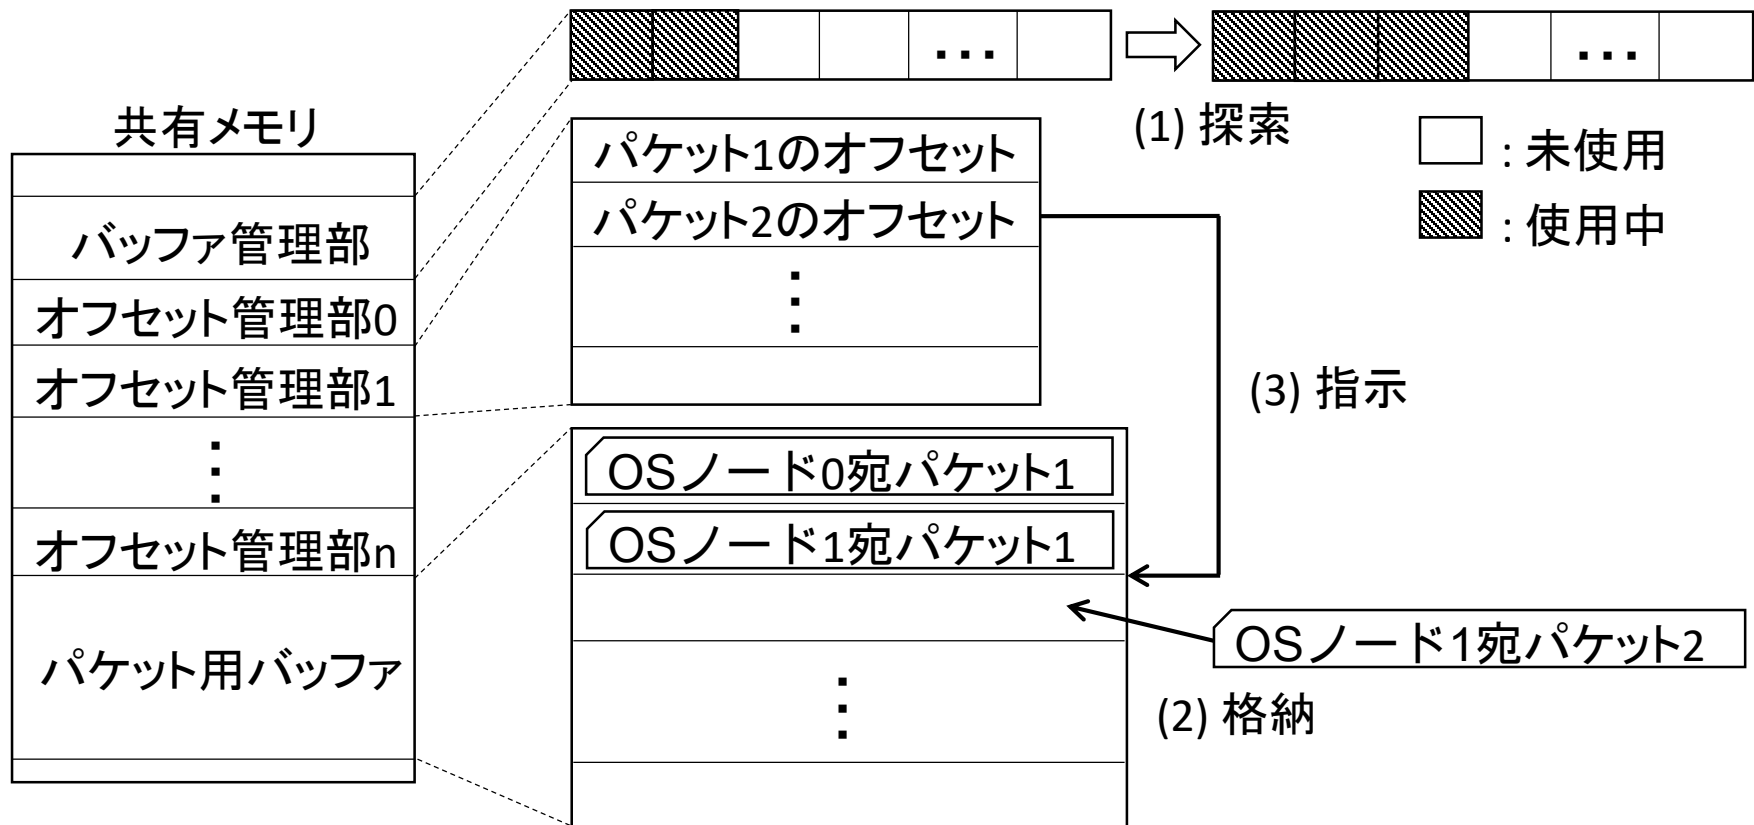 共有メモリ
バッファ管理部
オフセット管理部0
オフセット管理部1
⋮
オフセット管理部n
パケット用バッファ
...
...
(1) 探索
: 未使用
: 使用中
パケット1のオフセット
パケット2のオフセット
⋮
(3) 指示
OSノード0宛パケット1
OSノード1宛パケット1
⋮
OSノード1宛パケット2
(2) 格納